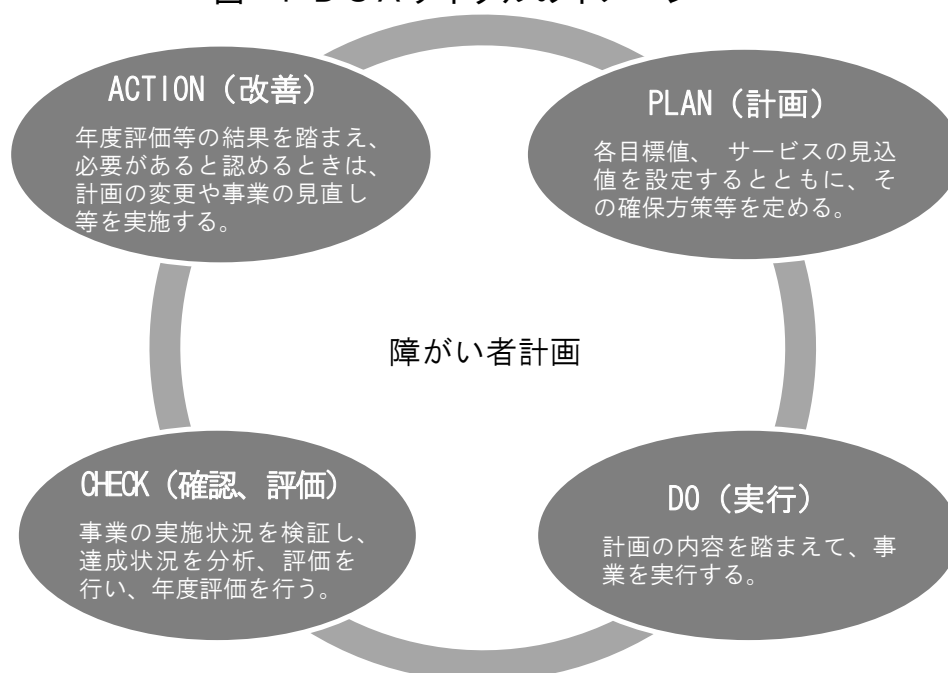 ACTION（改善）
年度評価等の結果を踏まえ、
必要があると認めるときは、
計画の変更や事業の見直し
等を実施する。
PLAN（計画）
各目標値、 サービスの見込
値を設定するとともに、そ
の確保方策等を定める。
障がい者計画
CHECK（確認、評価）
事業の実施状況を検証し、
達成状況を分析、評価を
行い、年度評価を行う。
DO（実行）
計画の内容を踏まえて、事
業を実行する。